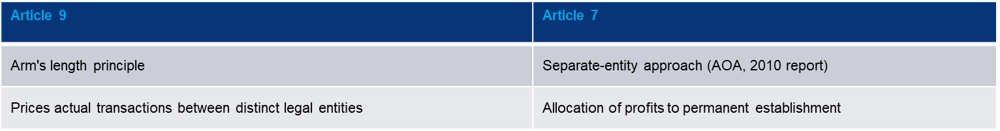 Article 9
Article 7
Arm's length principle
Separate-entity approach (AOA, 2010 report)
Prices actual transactions between distinct legal entities
Allocation of profits to permanent establishment